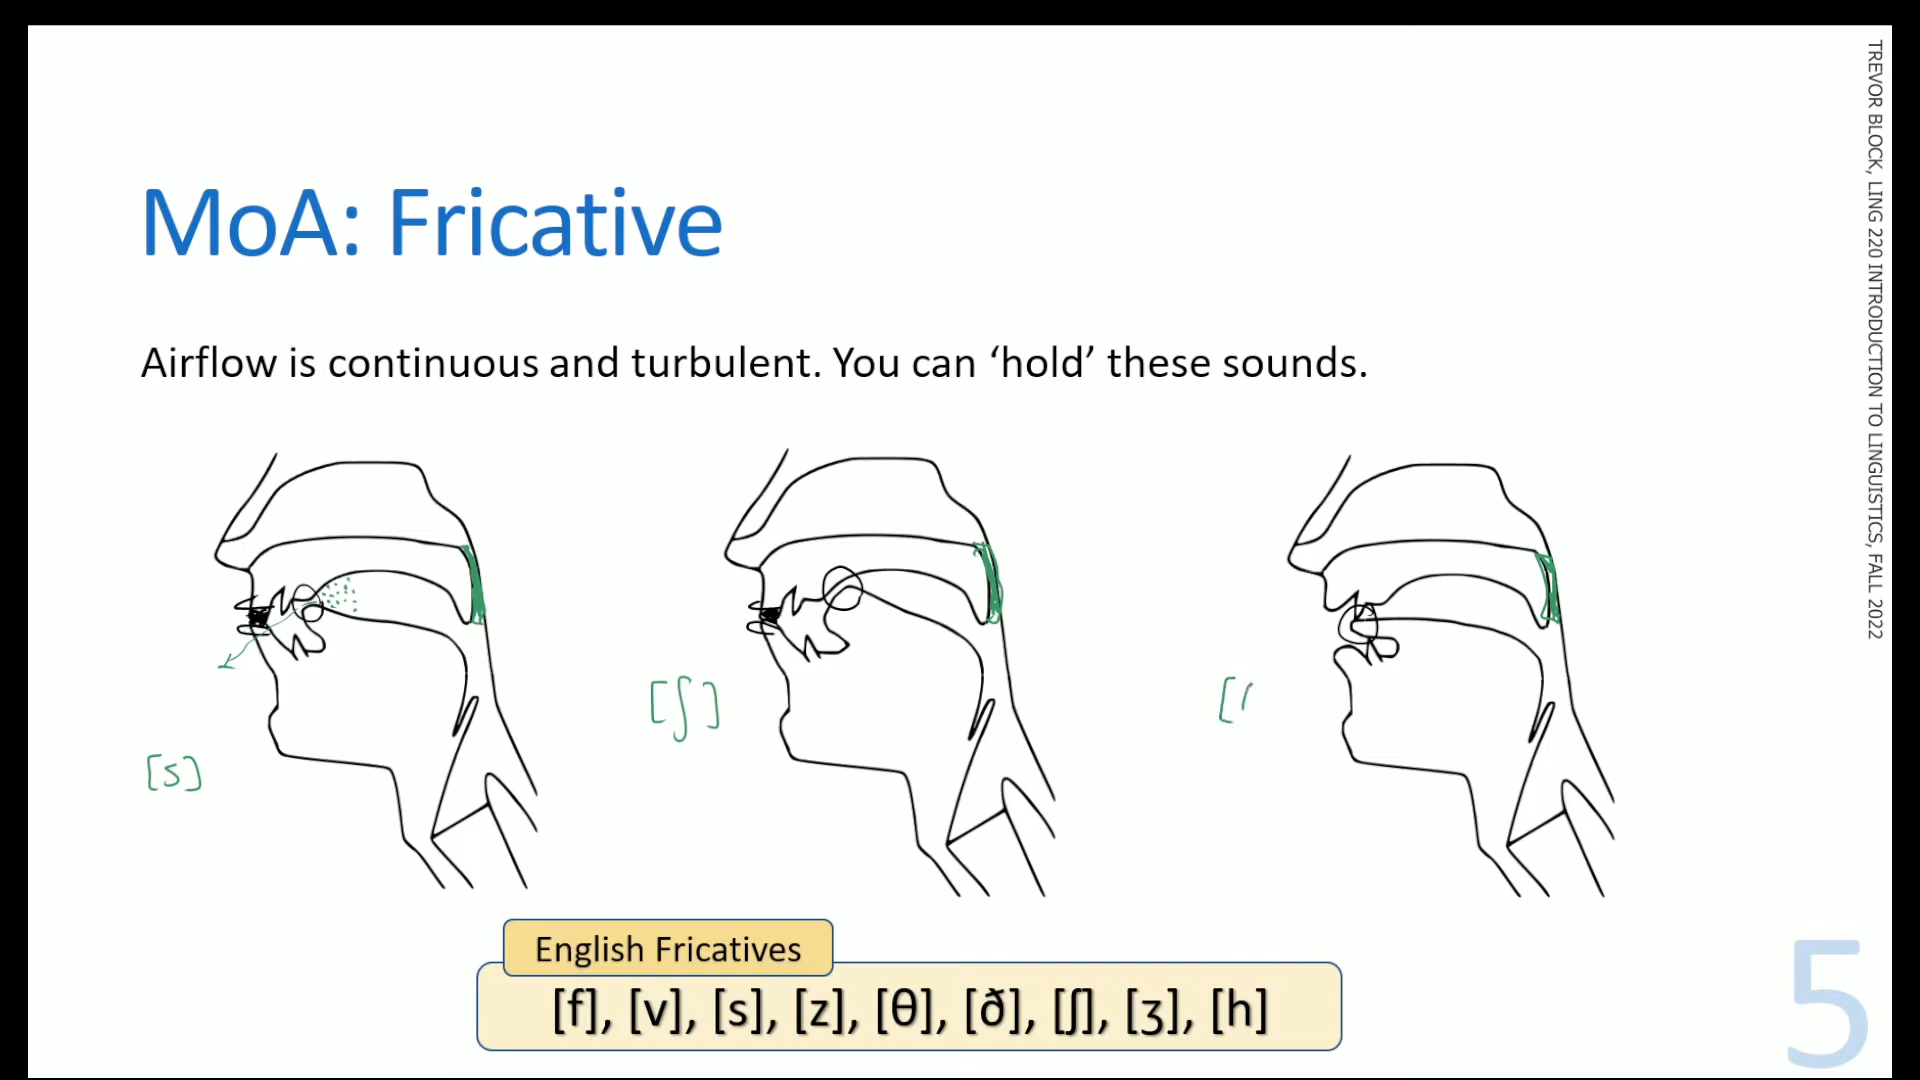 MoA: Fricative
Airflow is continuous and turbulent. You can ‘hold’ these sounds.
[s]
[ʃ]
[
English Fricatives
[f], [v], [s], [z], [θ], [ð], [ʃ], [ʒ], [h]
5
TREVOR BLOCK, LING 220 INTRODUCTION TO LINGUISTICS, FALL 2022